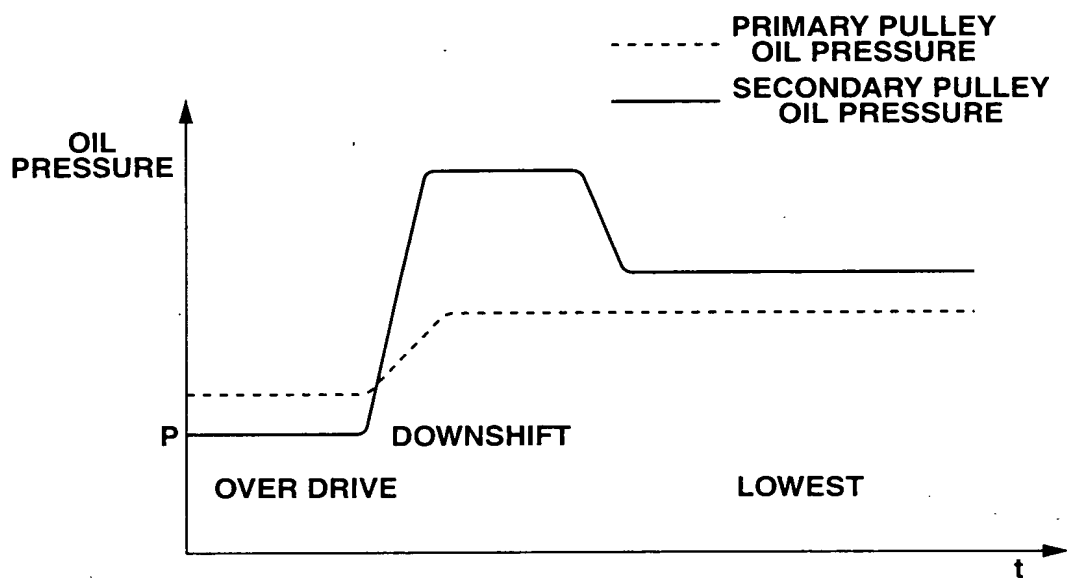 PRIMARY PULLEY
OIL PRESSURE
SECONDARY PULLEY
OIL PRESSURE
OIL
PRESSURE
P
DOWNSHIFT
OVER DRIVE
LOWEST
t